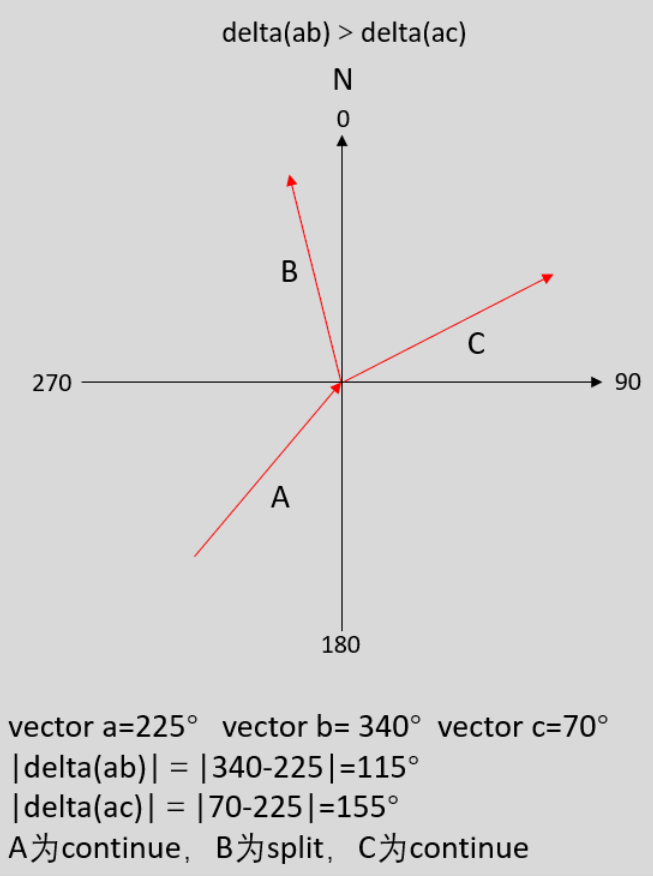 delta(ab) > delta(ac)
N
0
B
C
270
90
A
180
vector a=225° vector b= 340° vector c=70°
|delta(ab)| = |340-225|=115°
|delta(ac)| = |70-225|=155°
A为continue，B为split，C为continue